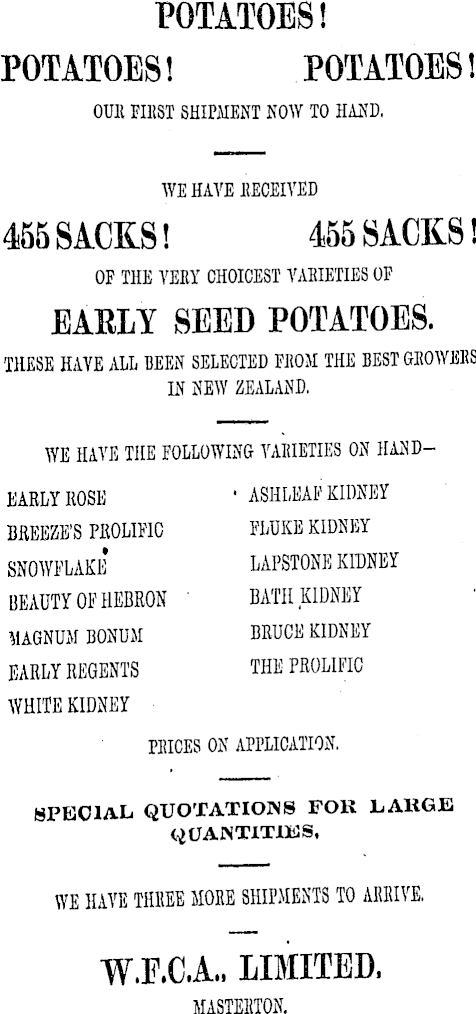 POTATOES!
POTATOES! POTATOES!
OUR FIRST SHIPMENT NOW TO HAND.
WE HAVE RECEIVED
455 SACKS! 455 SACKS!
OF THE VERY CHOICEST VARIETIES OF
EARLY SEED POTATOES.
THESE HAVE ALL BEEN SELECTED FROM THE BEST GROWERS
IN NEW ZEALAND.
WE HAVE THE FOLLOWING VARIETIES ON HAND—
EARLY ROSE
BREEZE'S PROLIFIC
SNOWFLAKE
BEAUTY OF HEBRON
MAGNUM BONUM
EARLY REGENTS
WHITE KIDNEY
ASHLEAF KIDNEY
FLUKE KIDNEY
LAPSTONE KIDNEY
BATH KIDNEY
BRUCE KIDNEY
THE PROLIFIC
PRICES ON APPLICATION.
SPECIAL QUOTATIONS FOR LARGE
QUANTITIES.
WE HAVE THREE MORE SHIPMENTS TO ARRIVE.
W.F.C.A., LIMITED,
MASTERTON.